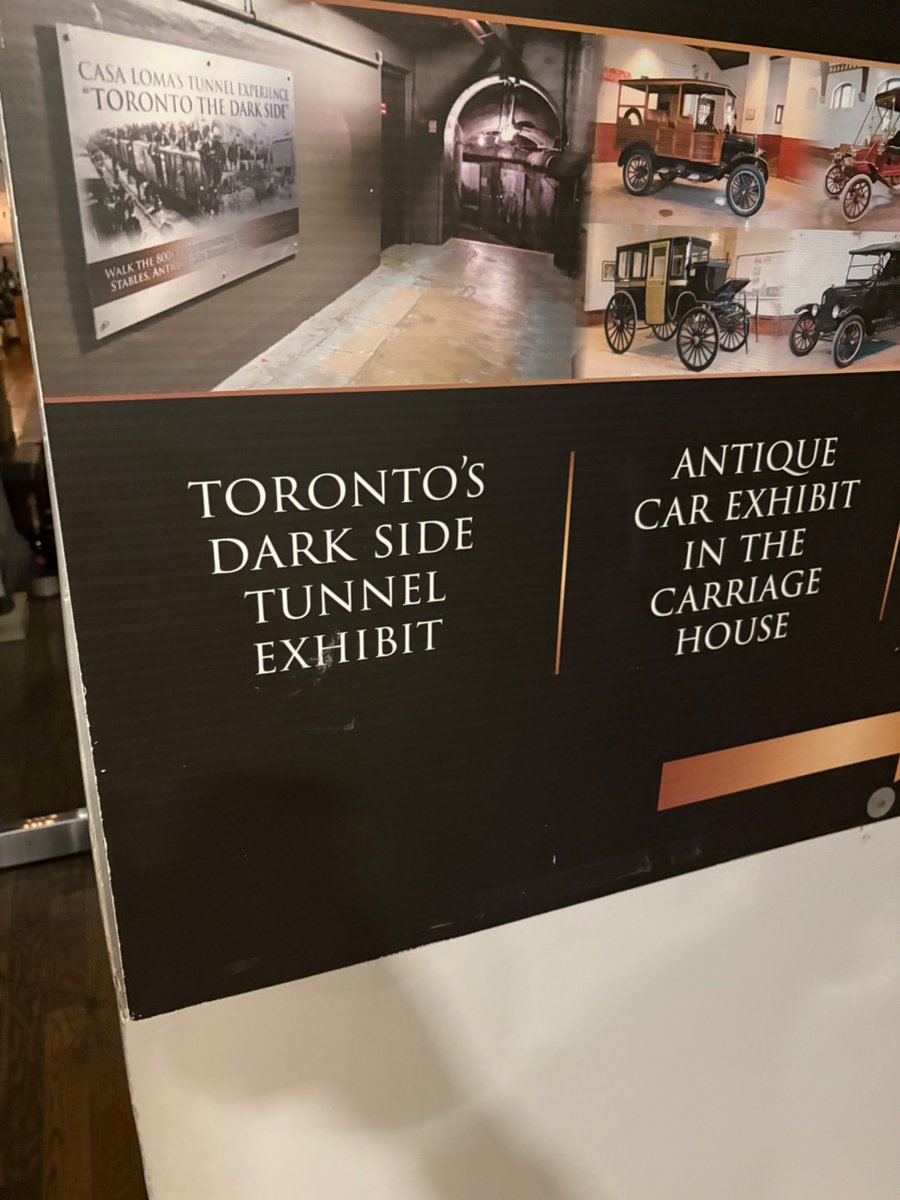 CASA LOMA'S TUNNEL EXPERIENCE
"TORONTO THE DARK SIDE"
WALK THE 800
STABLES,
TORONTO'S
DARK SIDE
TUNNEL
EXHIBIT
ANTIQUE
CAR EXHIBIT
IN THE
CARRIAGE
HOUSE